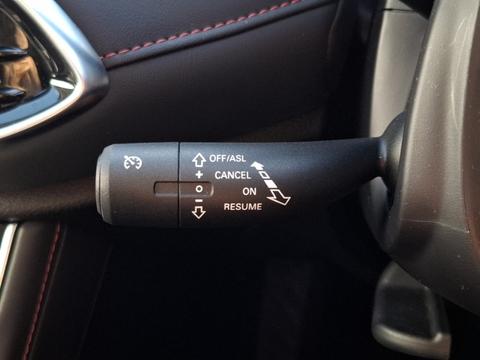 OFF/ASL
+ CANCEL
O ON
- RESUME